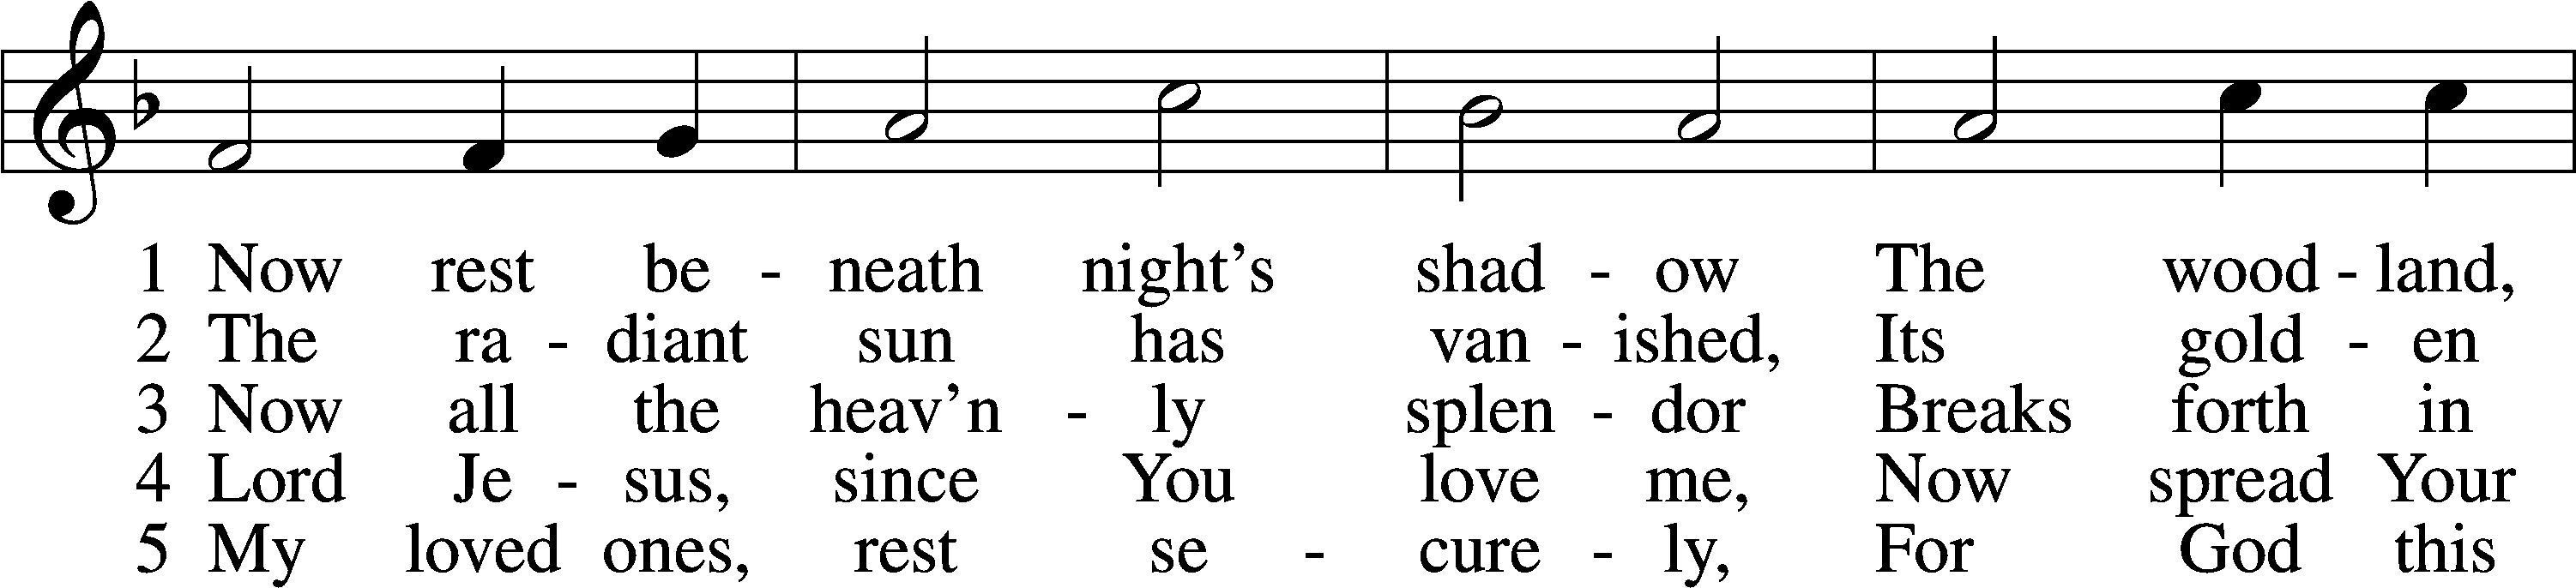 1 Now rest be - neath night’s shad - ow The wood - land,
2 The ra - diant sun has van - ished, Its gold - en
3 Now all the heav’n - ly splen - dor Breaks forth in
4 Lord Je - sus, since You love me, Now spread Your
5 My loved ones, rest se - cure - ly, For God this